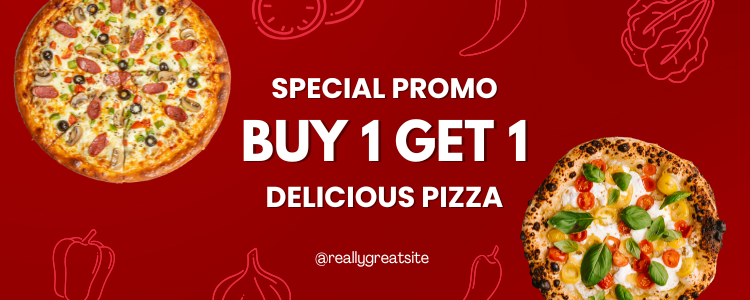 SPECIAL PROMO
BUY 1 GET 1
DELICIOUS PIZZA
@reallygreatsite